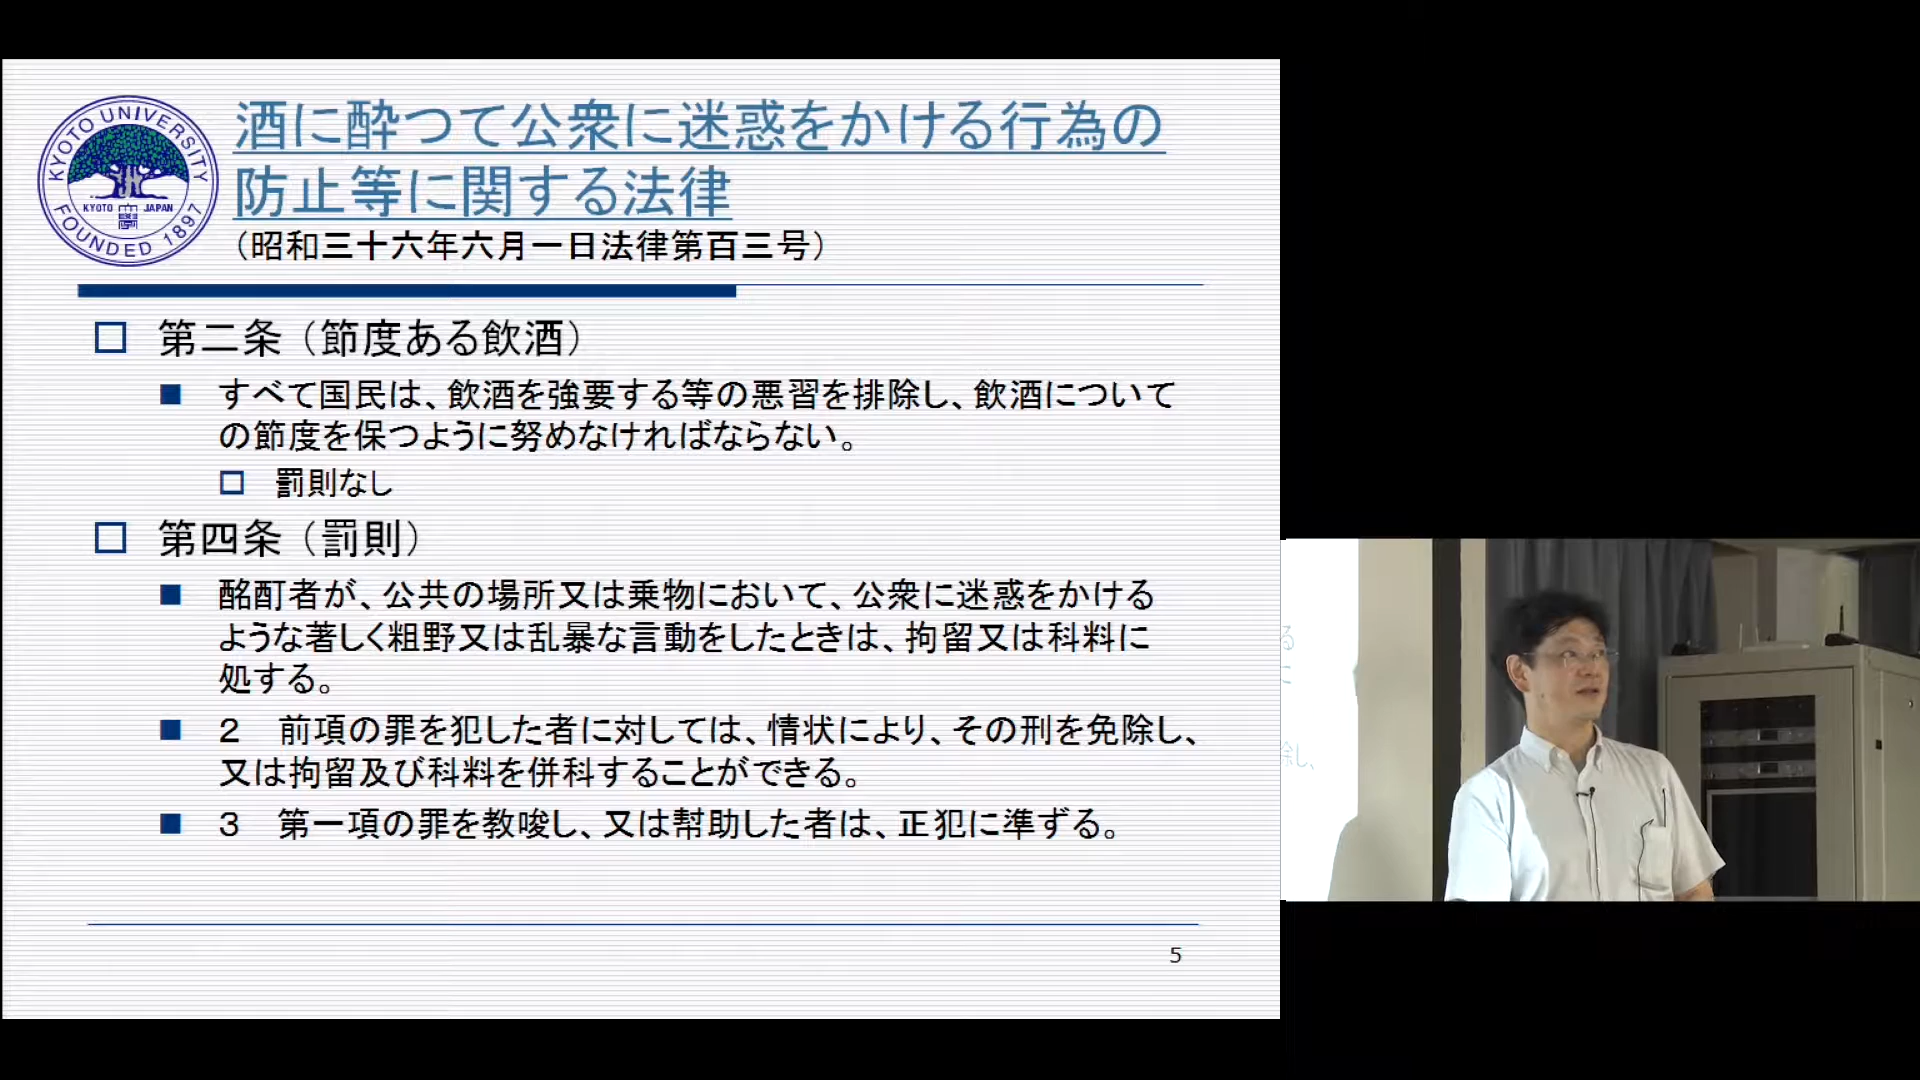 KYOTO UNIVERSITY
KYOTO JAPAN
FOUNDED 1897
酒に酔つて公衆に迷惑をかける行為の
防止等に関する法律
（昭和三十六年六月一日法律第百三号）
第二条（節度ある飲酒）
すべて国民は、飲酒を強要する等の悪習を排除し、飲酒について
の節度を保つように努めなければならない。
罰則なし
第四条（罰則）
酩酊者が、公共の場所又は乗物において、公衆に迷惑をかける
ような著しく粗野又は乱暴な言動をしたときは、拘留又は科料に
処する。
２　前項の罪を犯した者に対しては、情状により、その刑を免除し、
又は拘留及び科料を併科することができる。
３　第一項の罪を教唆し、又は幇助した者は、正犯に準ずる。
5
る
に
除し、